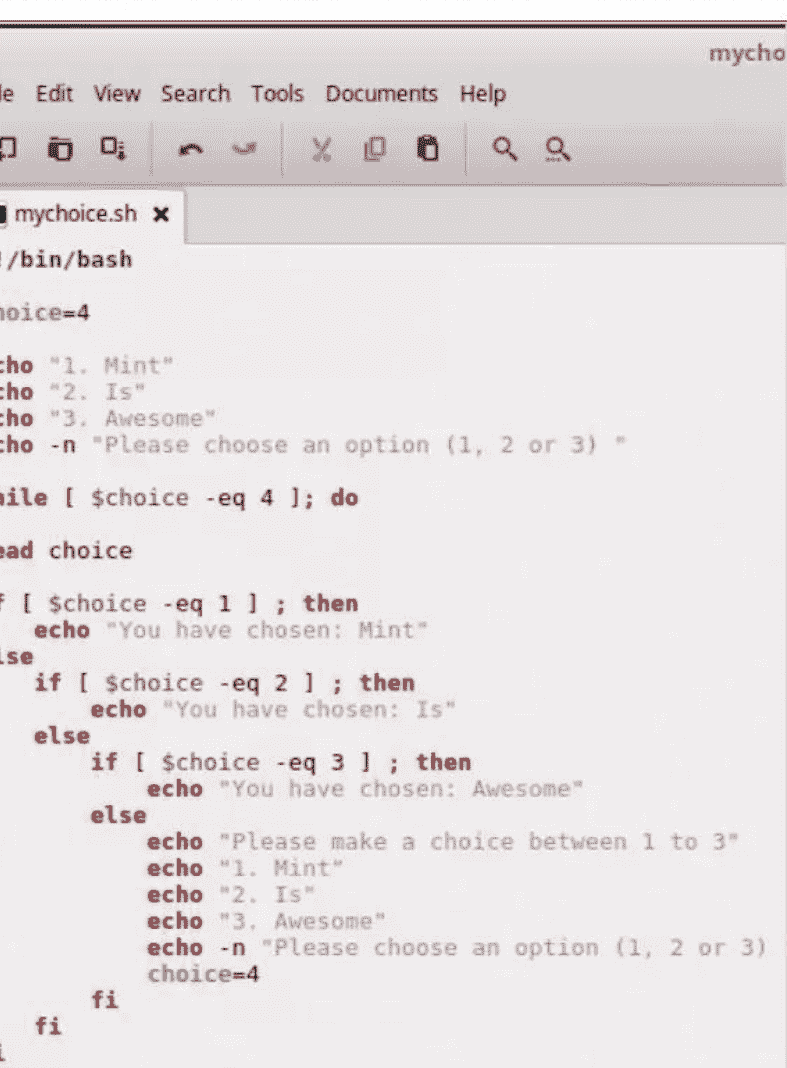 mycho
le Edit View Search Tools Documents Help
mychoice.sh
!/bin/bash
hoice=4
cho "1. Mint"
cho "2. Is"
cho "3. Awesome"
cho -n "Please choose an option (1, 2 or 3) "
hile [ $choice -eq 4 ]; do
ead choice
f [ $choice -eq 1 ] ; then
echo "You have chosen: Mint"
lse
if [ $choice -eq 2 ] ; then
echo "You have chosen: Is"
else
if [ $choice -eq 3 ] ; then
echo "You have chosen: Awesome"
else
echo "Please make a choice between 1 to 3"
echo "1. Mint"
echo "2. Is"
echo "3. Awesome"
echo -n "Please choose an option (1, 2 or 3)
choice=4
fi
fi
i